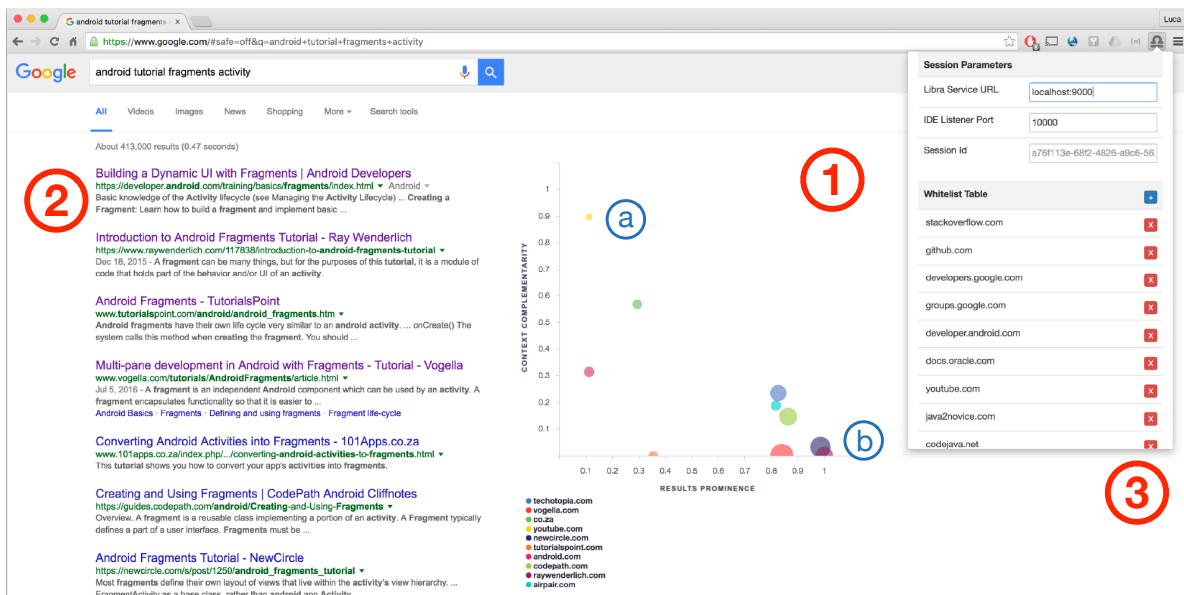 Google android tutorial fragments a
Luca
https://www.google.com/#safe=off&q=android+tutorial+fragments+activity
Google
android tutorial fragments activity
All Videos Images News Shopping More Search tools
About 413,000 results (0.47 seconds)
2
Building a Dynamic UI with Fragments | Android Developers
https://developer.android.com/training/basics/fragments/index.html Android
Basic knowledge of the Activity lifecycle (see Managing the Activity Lifecycle) ... Creating a
Fragment: Learn how to build a fragment and implement basic ...
Introduction to Android Fragments Tutorial - Ray Wenderlich
https://www.raywenderlich.com/117838/introduction-to-android-fragments-tutorial
Dec 18, 2015 - A fragment can be many things, but for the purposes of this tutorial, it is a module of
code that holds part of the behavior and/or UI of an activity.
Android Fragments - TutorialsPoint
www.tutorialspoint.com/android/android_fragments.htm
Android fragments have their own life cycle very similar to an android activity. ... onCreate() The
system calls this method when creating the fragment. You should ...
Multi-pane development in Android with Fragments - Tutorial - Vogella
www.vogella.com/tutorials/AndroidFragments/article.html
Jul 5, 2016 - A fragment is an independent Android component which can be used by an activity. A
fragment encapsulates functionality so that it is easier to ...
Android Basics · Fragments · Defining and using fragments · Fragment life-cycle
Converting Android Activities into Fragments - 101Apps.co.za
www.101apps.co.za/index.php/.../converting-android-activities-to-fragments.html
This tutorial shows you how to convert your app's activities into fragments.
Creating and Using Fragments | CodePath Android Cliffnotes
https://guides.codepath.com/android/Creating-and-Using-Fragments
Overview. A fragment is a reusable class implementing a portion of an activity. A Fragment typically
defines a part of a user interface. Fragments must be ...
Android Fragments Tutorial - NewCircle
https://newcircle.com/s/post/1250/android_fragments_tutorial
Most fragments define their own layout of views that live within the activity's view hierarchy. ...
FragmentActivity as a base class, rather than android.app.Activity
1
a
b
CONTEXT COMPLEMENTARITY
1
0.9
0.8
0.7
0.6
0.5
0.4
0.3
0.2
0.1
0.1 0.2 0.3 0.4 0.5 0.6 0.7 0.8 0.9 1
RESULTS PROMINENCE
techotopia.com
vogella.com
co.za
youtube.com
newcircle.com
tutorialspoint.com
android.com
codepath.com
raywenderlich.com
airpair.com
Session Parameters
Libra Service URL localhost:9000
IDE Listener Port 10000
Session Id a76f113e-68f2-4826-a9c6-56
Whitelist Table +
stackoverflow.com X
github.com X
developers.google.com X
groups.google.com X
developer.android.com X
docs.oracle.com X
youtube.com X
java2novice.com X
codejava.net X
3